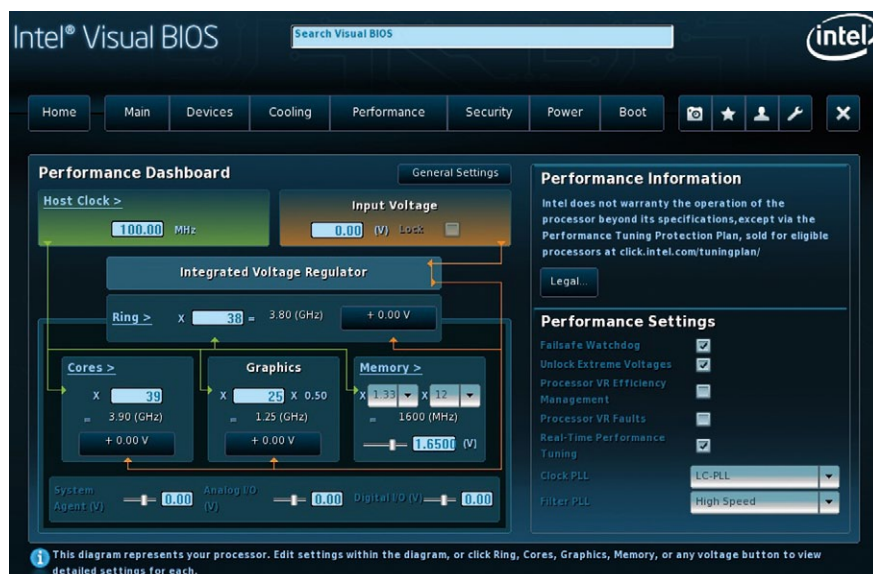 Intel® Visual BIOS
Search Visual BIOS
intel
Home
Main
Devices
Cooling
Performance
Security
Power
Boot
Performance Dashboard
General Settings
Host Clock >
100.00 MHz
Input Voltage
0.00 (V) Lock
Integrated Voltage Regulator
Ring > X 38 = 3.80 (GHz) + 0.00 V
Cores >
X 39
= 3.90 (GHz)
+ 0.00 V
Graphics
X 25 X 0.50
= 1.25 (GHz)
+ 0.00 V
Memory >
X 1.33 X 12
= 1600 (MHz)
1.6500 (V)
System
Agent (V)
0.00
Analog I/O
(V)
0.00
Digital I/O (V)
0.00
Performance Information
Intel does not warranty the operation of the
processor beyond its specifications,except via the
Performance Tuning Protection Plan, sold for eligible
processors at click.intel.com/tuningplan/
Legal...
Performance Settings
Failsafe Watchdog
Unlock Extreme Voltages
Processor VR Efficiency
Management
Processor VR Faults
Real-Time Performance
Tuning
Clock PLL
LC-PLL
Filter PLL
High Speed
This diagram represents your processor. Edit settings within the diagram, or click Ring, Cores, Graphics, Memory, or any voltage button to view
detailed settings for each.